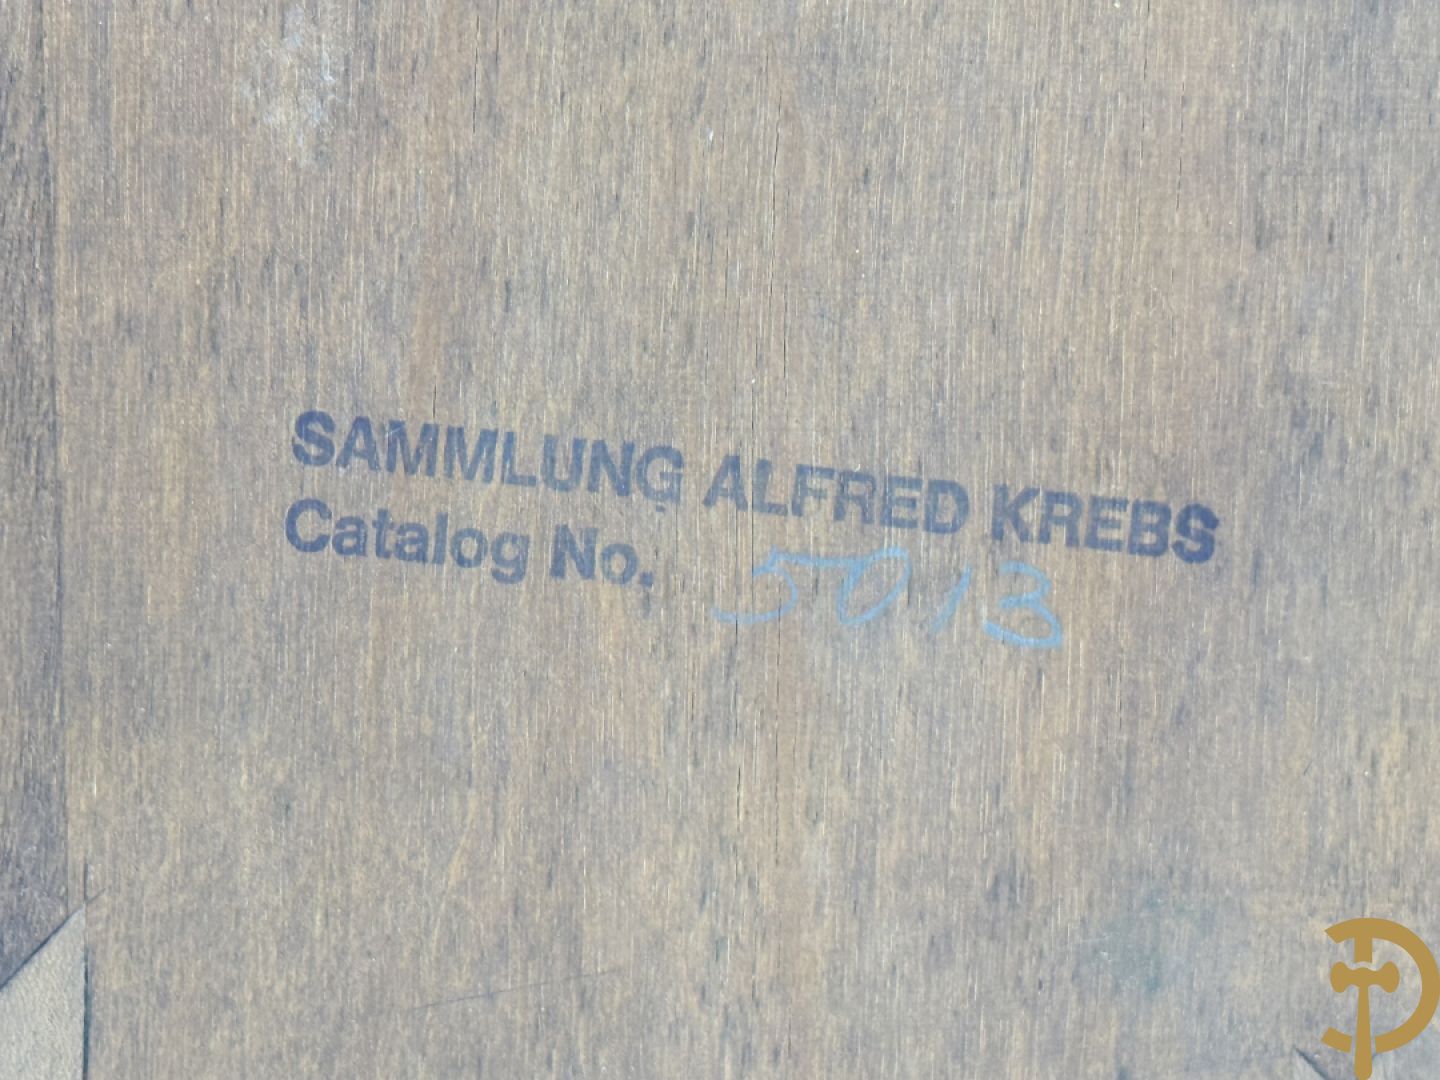 SAMMLUNG ALFRED KREBS
Catalog No. 5013